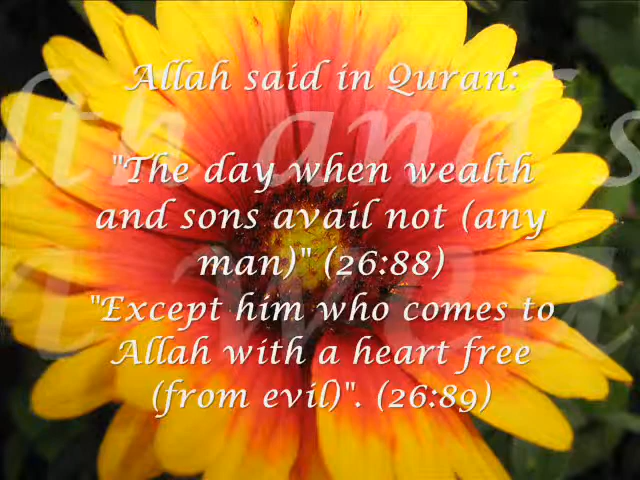 Allah said in Quran:
"The day when wealth
and sons avail not (any
man)" (26:88)
"Except him who comes to
Allah with a heart free
(from evil)". (26:89)